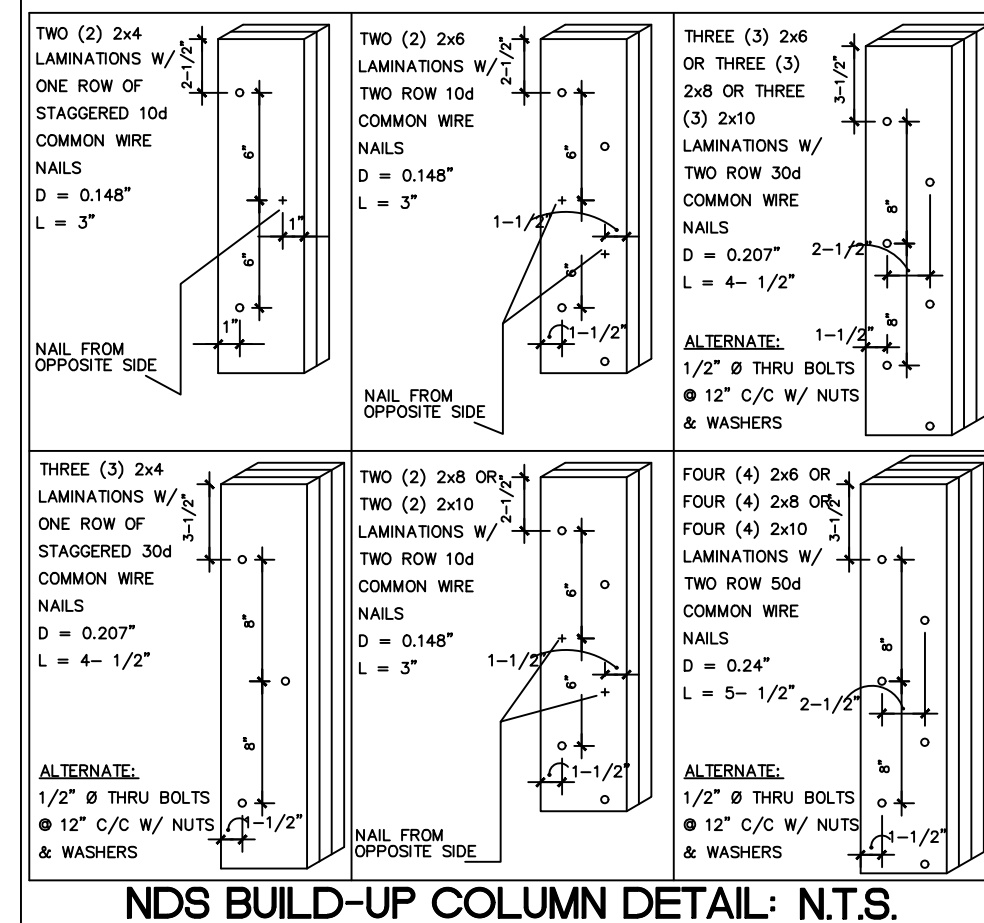 TWO (2) 2x4
LAMINATIONS W/
ONE ROW OF
STAGGERED 10d
COMMON WIRE
NAILS
D = 0.148"
L = 3"
2-1/2"
6"
6"
1"
1"
NAIL FROM
OPPOSITE SIDE
TWO (2) 2x6
LAMINATIONS W/
TWO ROW 10d
COMMON WIRE
NAILS
D = 0.148"
L = 3"
2-1/2"
6"
1-1/2"
6"
1-1/2"
NAIL FROM
OPPOSITE SIDE
THREE (3) 2x6
OR THREE (3)
2x8 OR THREE
(3) 2x10
LAMINATIONS W/
TWO ROW 30d
COMMON WIRE
NAILS
D = 0.207"
L = 4- 1/2"
3-1/2"
8"
2-1/2"
8"
1-1/2"
ALTERNATE:
1/2" Ø THRU BOLTS
@ 12" C/C W/ NUTS
& WASHERS
THREE (3) 2x4
LAMINATIONS W/
ONE ROW OF
STAGGERED 30d
COMMON WIRE
NAILS
D = 0.207"
L = 4- 1/2"
3-1/2"
8"
8"
1-1/2"
ALTERNATE:
1/2" Ø THRU BOLTS
@ 12" C/C W/ NUTS
& WASHERS
TWO (2) 2x8 OR
TWO (2) 2x10
LAMINATIONS W/
TWO ROW 10d
COMMON WIRE
NAILS
D = 0.148"
L = 3"
2-1/2"
6"
1-1/2"
6"
1-1/2"
NAIL FROM
OPPOSITE SIDE
FOUR (4) 2x6 OR
FOUR (4) 2x8 OR
FOUR (4) 2x10
LAMINATIONS W/
TWO ROW 50d
COMMON WIRE
NAILS
D = 0.24"
L = 5- 1/2"
3-1/2"
8"
2-1/2"
8"
1-1/2"
ALTERNATE:
1/2" Ø THRU BOLTS
@ 12" C/C W/ NUTS
& WASHERS
NDS BUILD-UP COLUMN DETAIL: N.T.S.